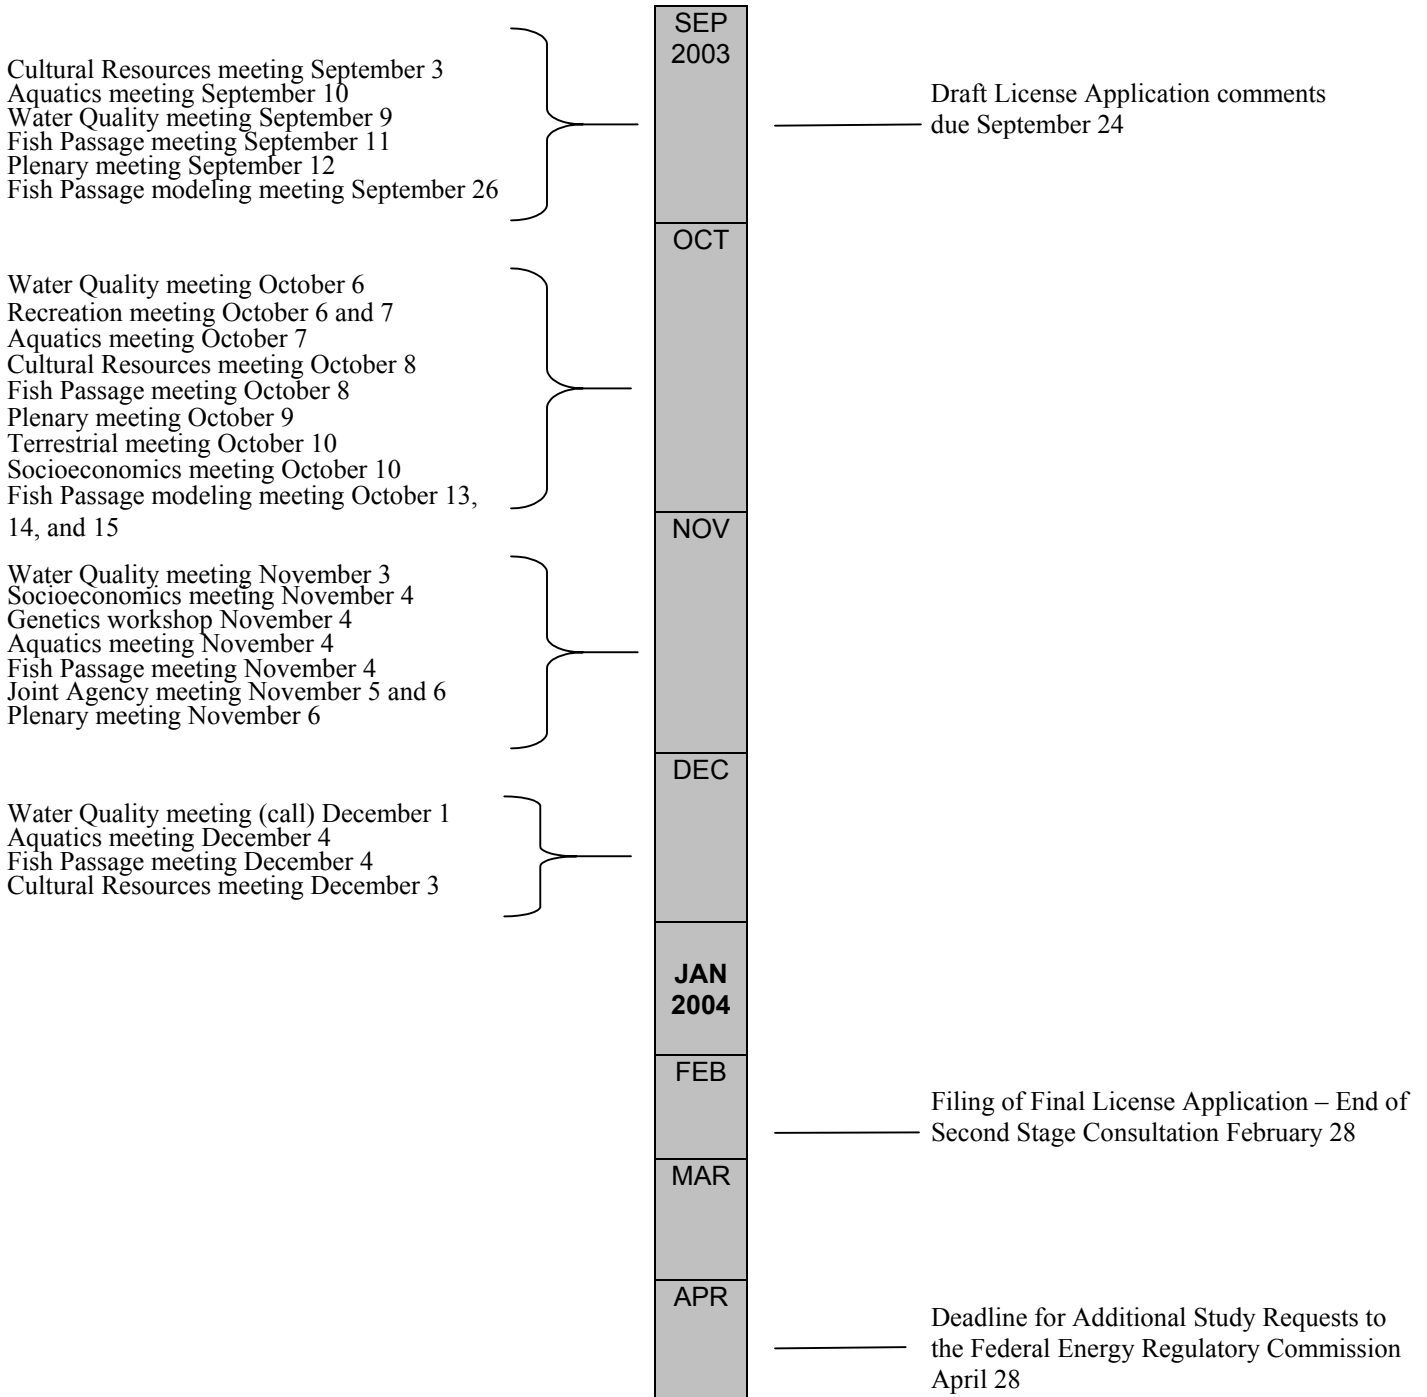 SEP
2003
Cultural Resources meeting September 3
Aquatics meeting September 10
Water Quality meeting September 9
Fish Passage meeting September 11
Plenary meeting September 12
Fish Passage modeling meeting September 26
Draft License Application comments
due September 24
OCT
Water Quality meeting October 6
Recreation meeting October 6 and 7
Aquatics meeting October 7
Cultural Resources meeting October 8
Fish Passage meeting October 8
Plenary meeting October 9
Terrestrial meeting October 10
Socioeconomics meeting October 10
Fish Passage modeling meeting October 13,
14, and 15
NOV
Water Quality meeting November 3
Socioeconomics meeting November 4
Genetics workshop November 4
Aquatics meeting November 4
Fish Passage meeting November 4
Joint Agency meeting November 5 and 6
Plenary meeting November 6
DEC
Water Quality meeting (call) December 1
Aquatics meeting December 4
Fish Passage meeting December 4
Cultural Resources meeting December 3
JAN
2004
FEB
Filing of Final License Application – End of
Second Stage Consultation February 28
MAR
APR
Deadline for Additional Study Requests to
the Federal Energy Regulatory Commission
April 28